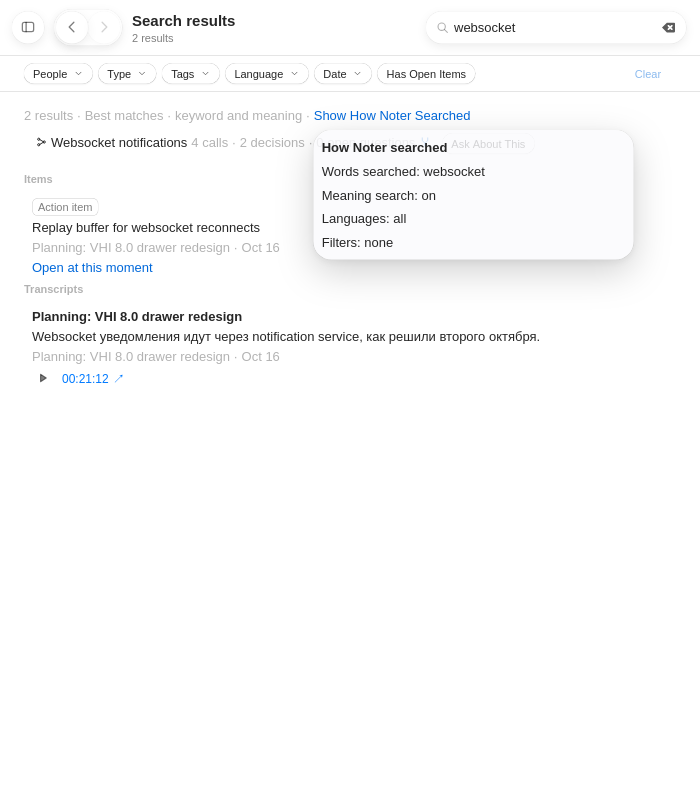 Search results
2 results
websocket
People
Type
Tags
Language
Date
Has Open Items
Clear
2 results · Best matches · keyword and meaning · Show How Noter Searched
Websocket notifications 4 calls · 2 decisions ·
Ask About This
How Noter searched
Words searched: websocket
Meaning search: on
Languages: all
Filters: none
Items
Action item
Replay buffer for websocket reconnects
Planning: VHI 8.0 drawer redesign · Oct 16
Open at this moment
Transcripts
Planning: VHI 8.0 drawer redesign
Websocket уведомления идут через notification service, как решили второго октября.
Planning: VHI 8.0 drawer redesign · Oct 16
00:21:12